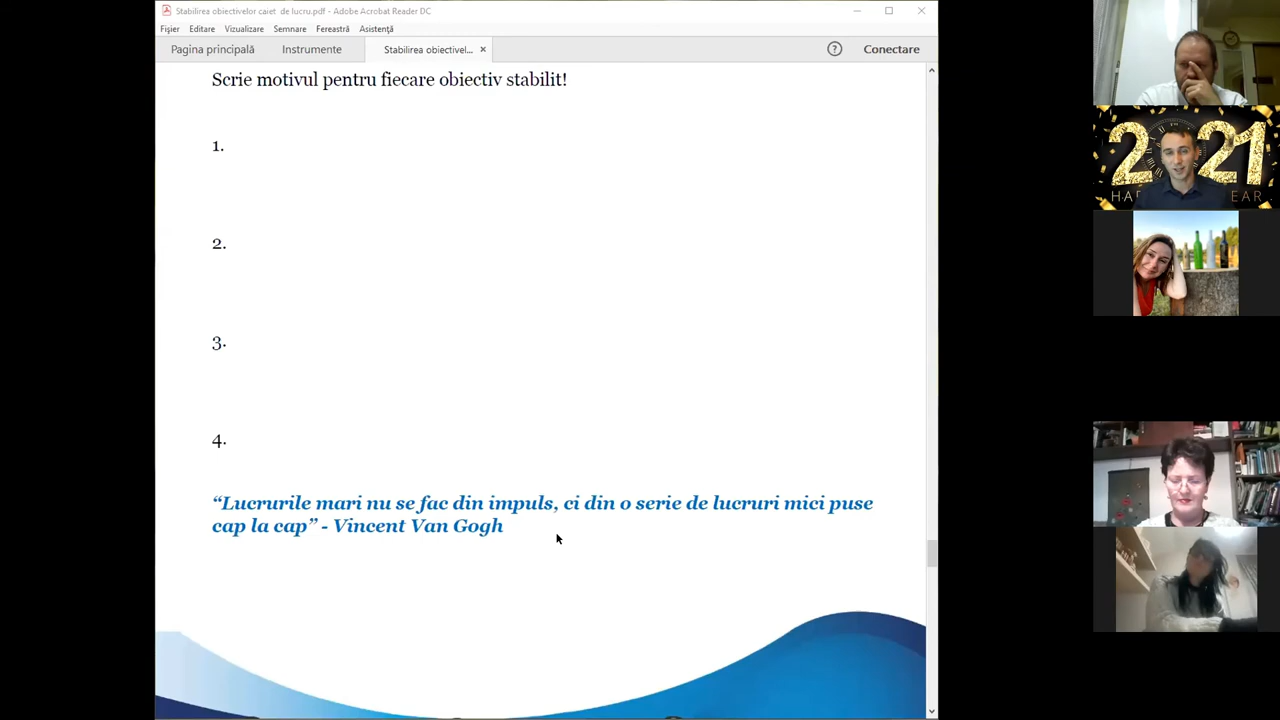 Stabilirea obiectivelor caiet de lucru.pdf - Adobe Acrobat Reader DC
Fișier Editare Vizualizare Semnare Fereastră Asistență
Pagina principală Instrumente Stabilirea obiectivel... × ? Conectare
Scrie motivul pentru fiecare obiectiv stabilit!
1.
2.
3.
4.
“Lucrurile mari nu se fac din impuls, ci din o serie de lucruri mici puse
cap la cap” - Vincent Van Gogh
2021
HA EAR